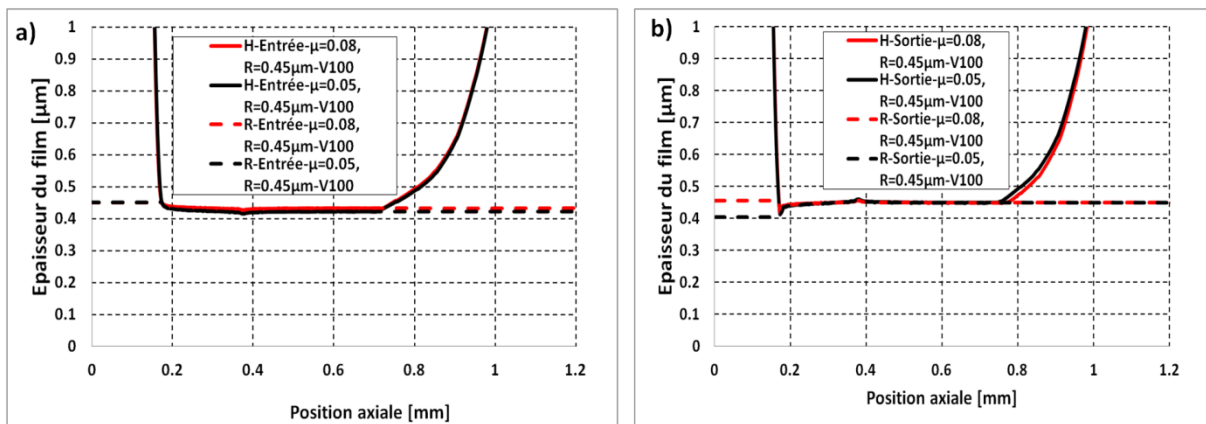 a)
Epaisseur du film [µm]
1
0.9
0.8
0.7
0.6
0.5
0.4
0.3
0.2
0.1
0
H-Entrée-µ=0.08,
R=0.45µm-V100
H-Entrée-µ=0.05,
R=0.45µm-V100
R-Entrée-µ=0.08,
R=0.45µm-V100
R-Entrée-µ=0.05,
R=0.45µm-V100
0 0.2 0.4 0.6 0.8 1 1.2
Position axiale [mm]
b)
Epaisseur du film [µm]
1
0.9
0.8
0.7
0.6
0.5
0.4
0.3
0.2
0.1
0
H-Sortie-µ=0.08,
R=0.45µm-V100
H-Sortie-µ=0.05,
R=0.45µm-V100
R-Sortie-µ=0.08,
R=0.45µm-V100
R-Sortie-µ=0.05,
R=0.45µm-V100
0 0.2 0.4 0.6 0.8 1 1.2
Position axiale [mm]